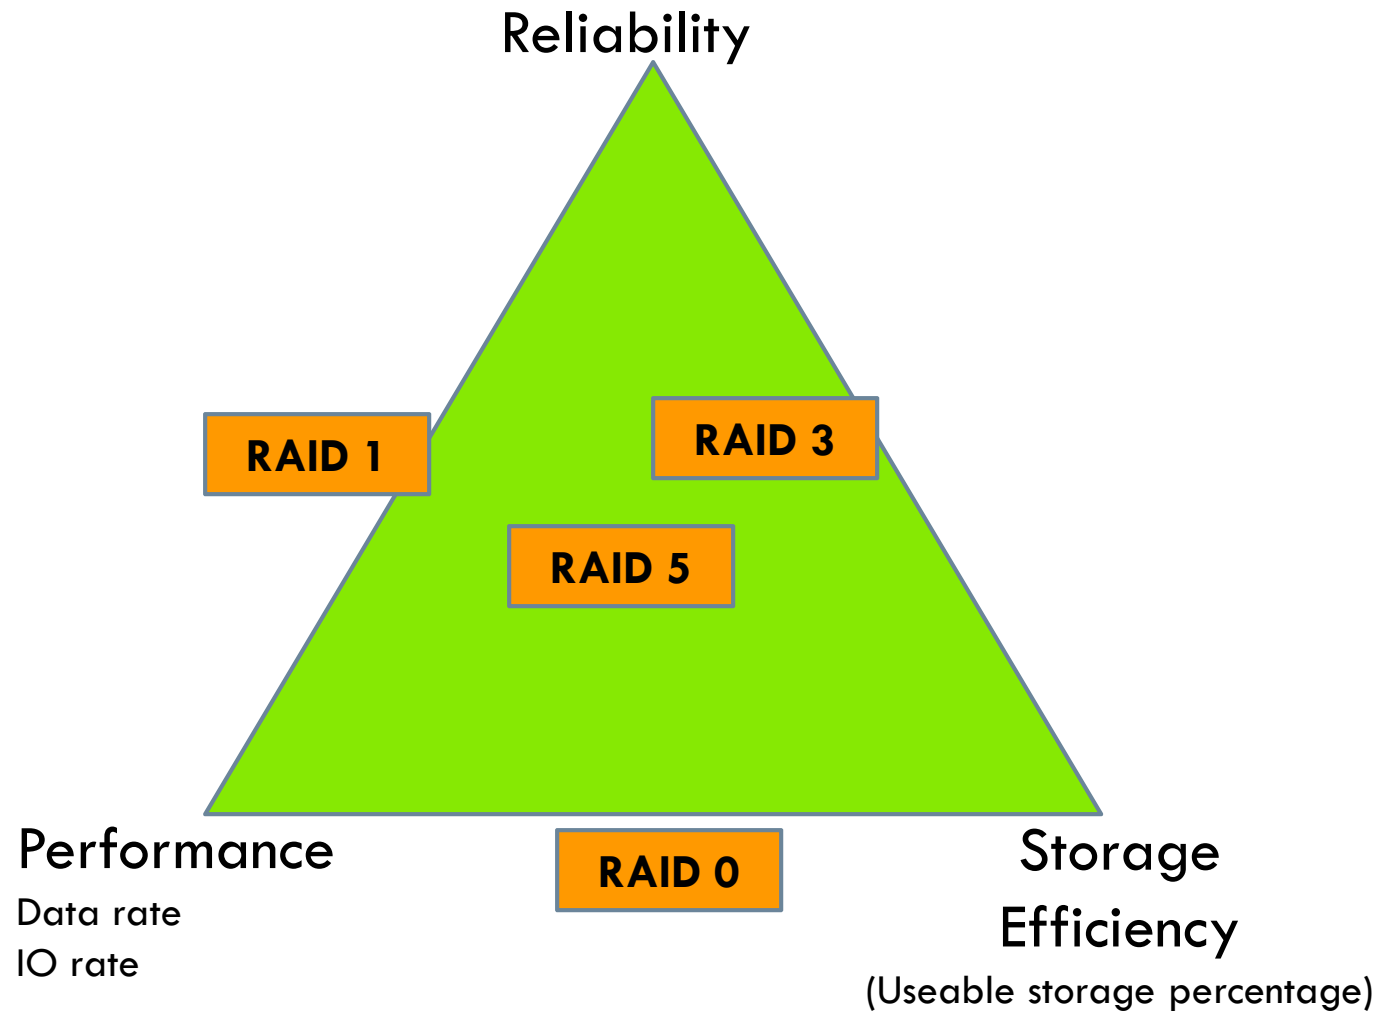 Reliability
RAID 1
RAID 3
RAID 5
Performance
Data rate
IO rate
RAID 0
Storage
Efficiency
(Useable storage percentage)